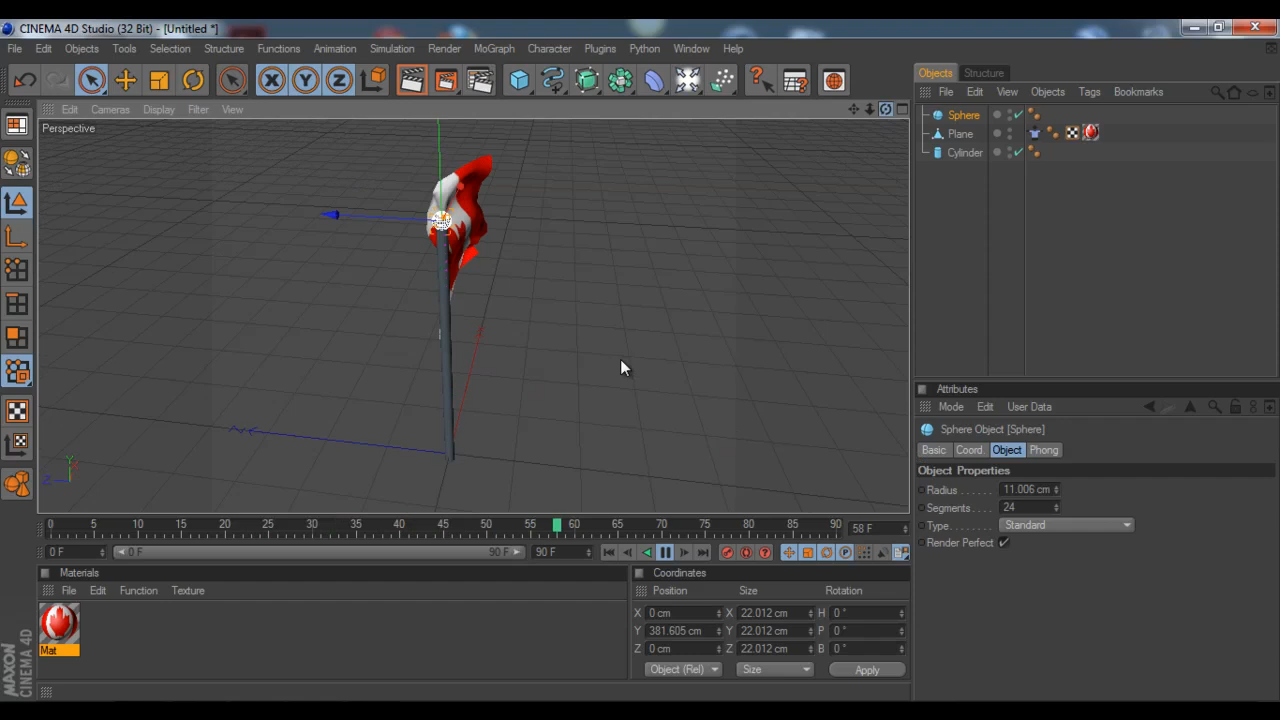 CINEMA 4D Studio (32 Bit) - [Untitled *]
File Edit Objects Tools Selection Structure Functions Animation Simulation Render MoGraph Character Plugins Python Window Help
X Y Z
Edit Cameras Display Filter View
Perspective
Y
X
Z
0 5 10 15 20 25 30 35 40 45 50 55 60 65 70 75 80 85 90 58 F
0 F 0 F 90 F 90 F
Materials
File Edit Function Texture
Mat
MAXON
CINEMA 4D
Coordinates
Position Size Rotation
X 0 cm X 22.012 cm H 0 °
Y 381.605 cm Y 22.012 cm P 0 °
Z 0 cm Z 22.012 cm B 0 °
Object (Rel) Size Apply
Objects Structure
File Edit View Objects Tags Bookmarks
Sphere
Plane
Cylinder
Attributes
Mode Edit User Data
Sphere Object [Sphere]
Basic Coord Object Phong
Object Properties
Radius . . . . . . 11.006 cm
Segments . . . 24
Type . . . . . . . . Standard
Render Perfect